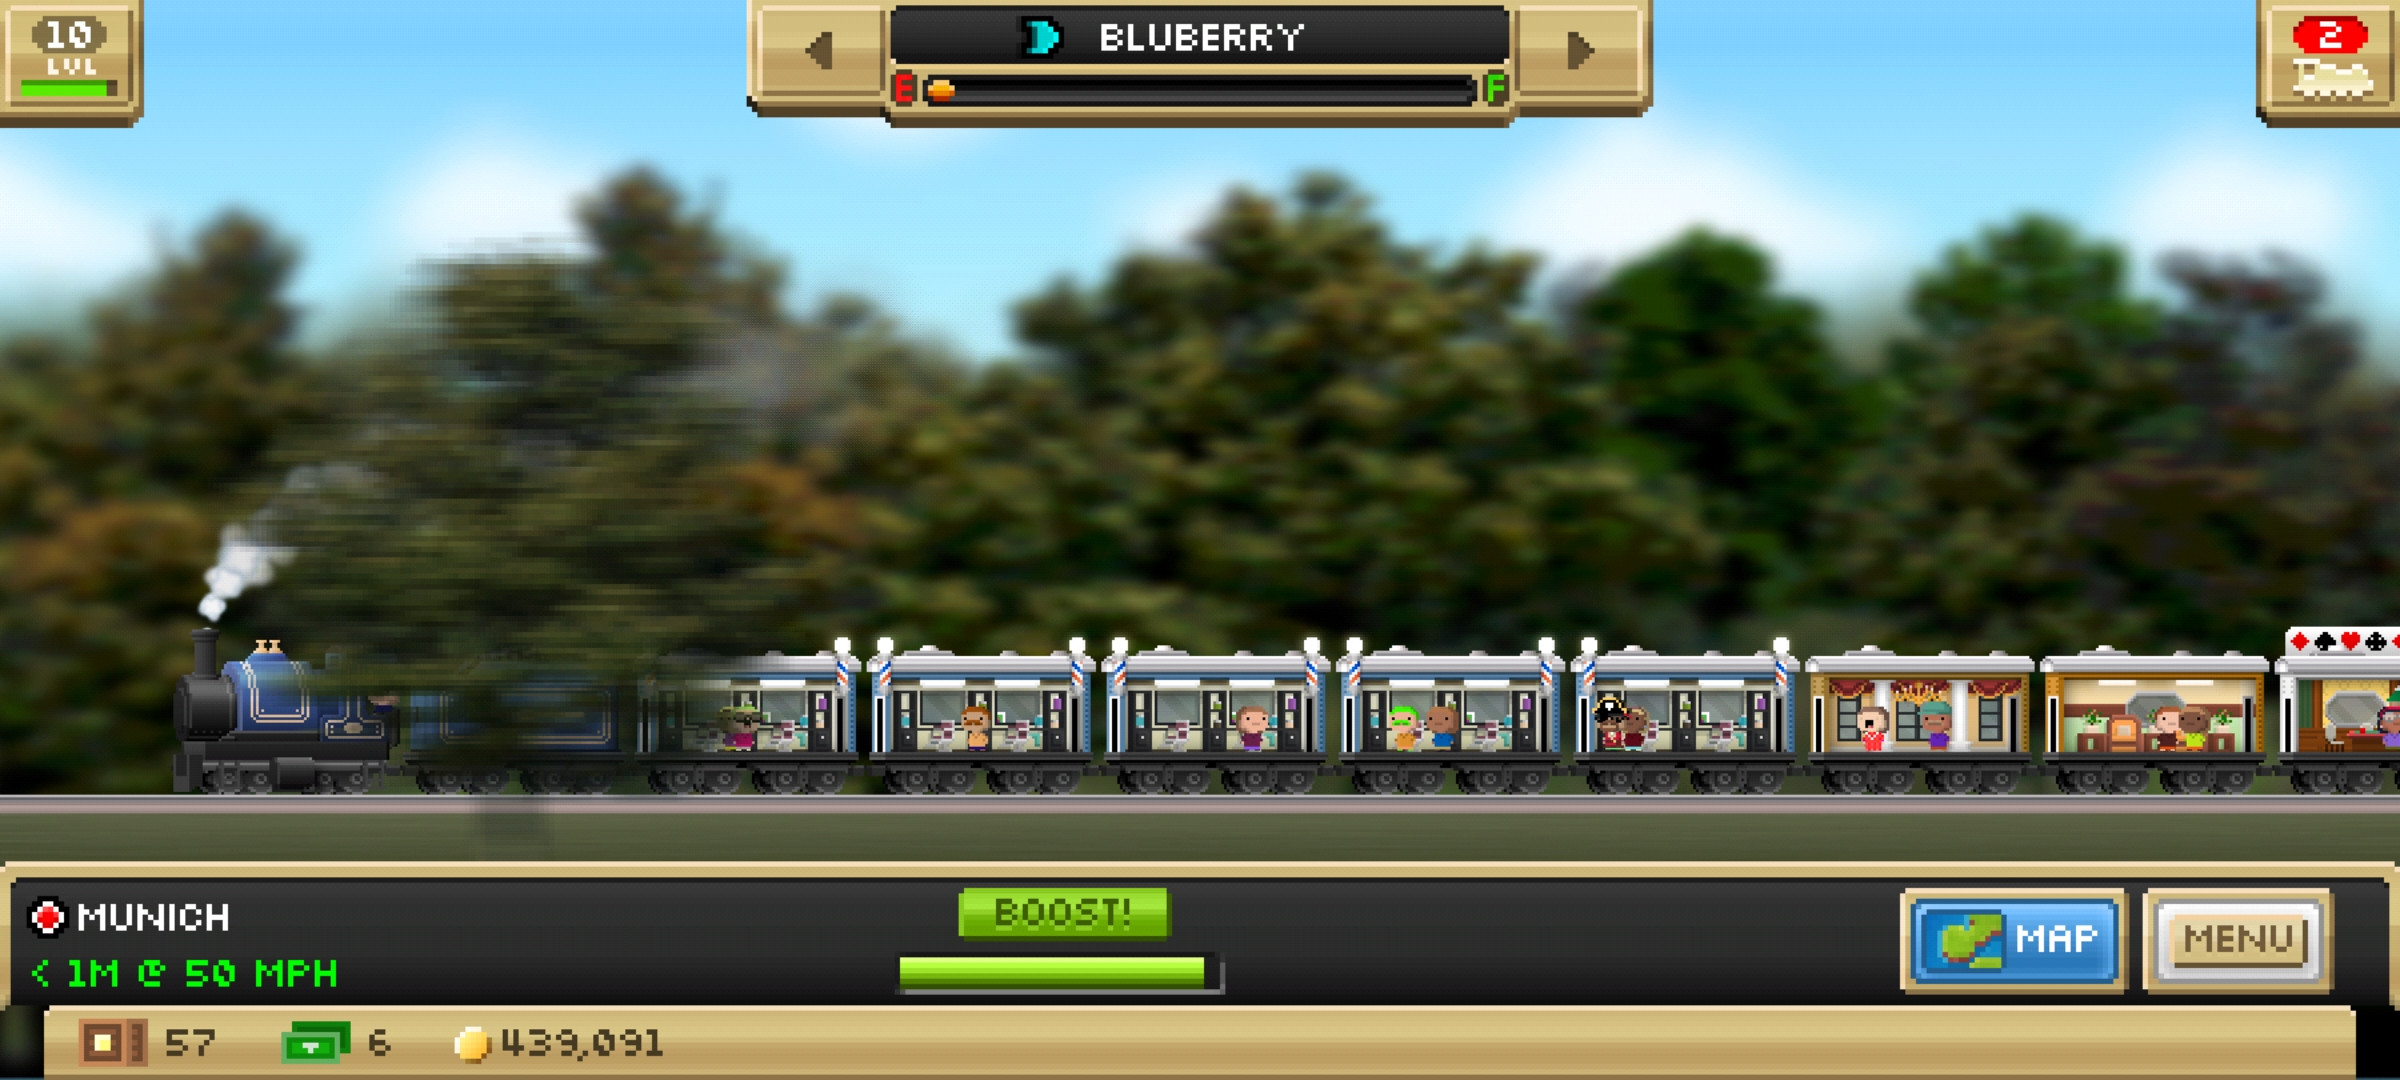 10
LVL
BLUBERRY
E
F
2
MUNICH
< 1M @ 50 MPH
BOOST!
MAP
MENU
57
6
439,091